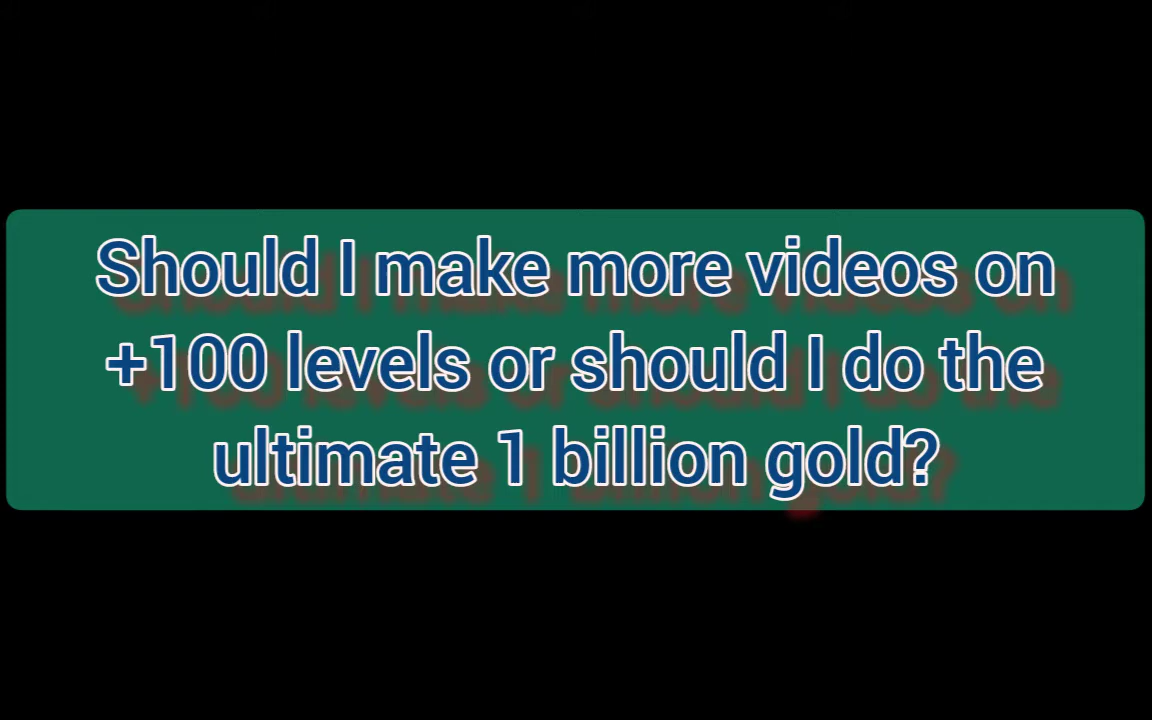 Should I make more videos on
+100 levels or should I do the
ultimate 1 billion gold?